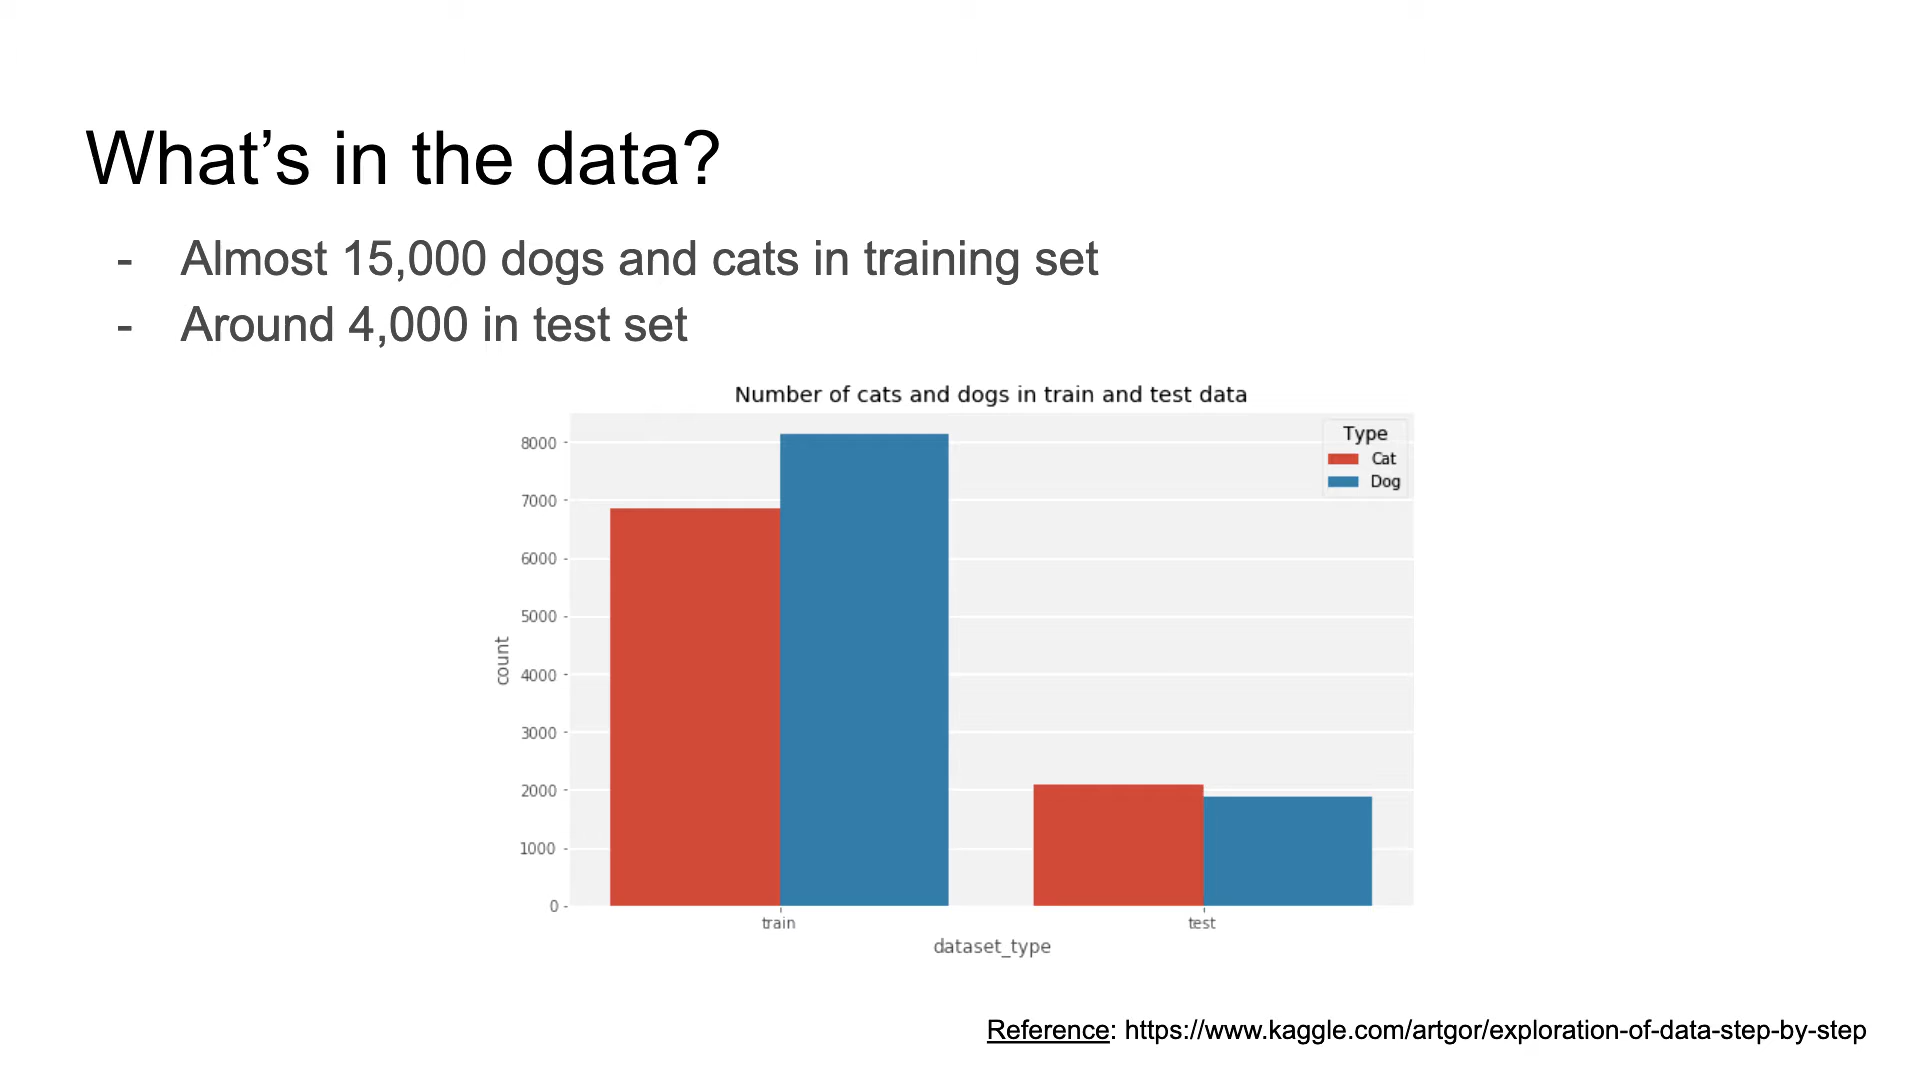 What’s in the data?
- Almost 15,000 dogs and cats in training set
- Around 4,000 in test set
Number of cats and dogs in train and test data
Type
Cat
Dog
8000
7000
6000
5000
4000
3000
2000
1000
0
count
train
test
dataset_type
Reference: https://www.kaggle.com/artgor/exploration-of-data-step-by-step